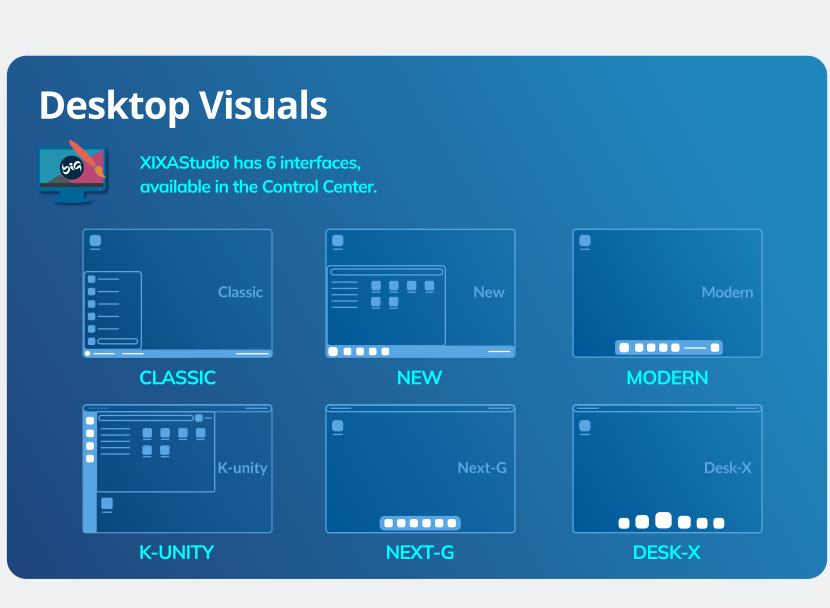 Desktop Visuals
BIG
XIXAStudio has 6 interfaces,
available in the Control Center.
Classic
New
Modern
CLASSIC
NEW
MODERN
K-unity
Next-G
Desk-X
K-UNITY
NEXT-G
DESK-X